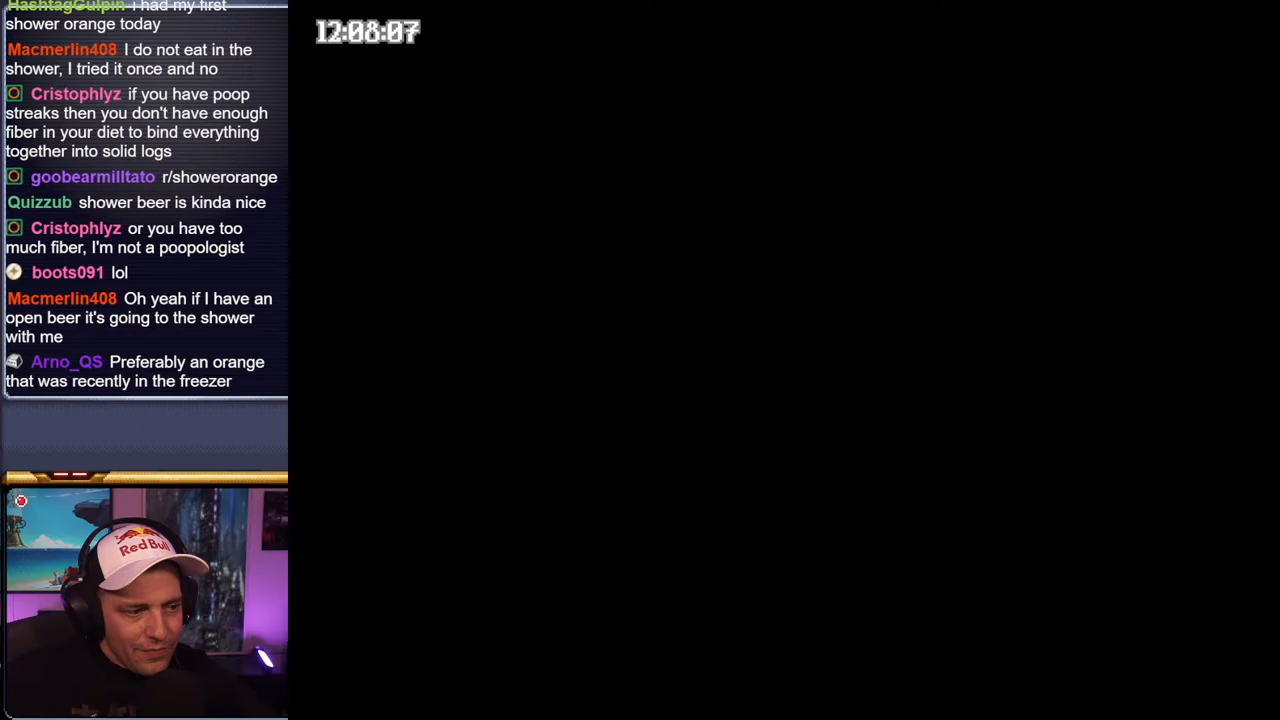 HashtagGulpin i had my first
shower orange today
Macmerlin408 I do not eat in the
shower, I tried it once and no
Cristophlyz if you have poop
streaks then you don't have enough
fiber in your diet to bind everything
together into solid logs
goobearmilltato r/showerorange
Quizzub shower beer is kinda nice
Cristophlyz or you have too
much fiber, I'm not a poopologist
boots091 lol
Macmerlin408 Oh yeah if I have an
open beer it's going to the shower
with me
Arno_QS Preferably an orange
that was recently in the freezer
12:08:07
Red Bull